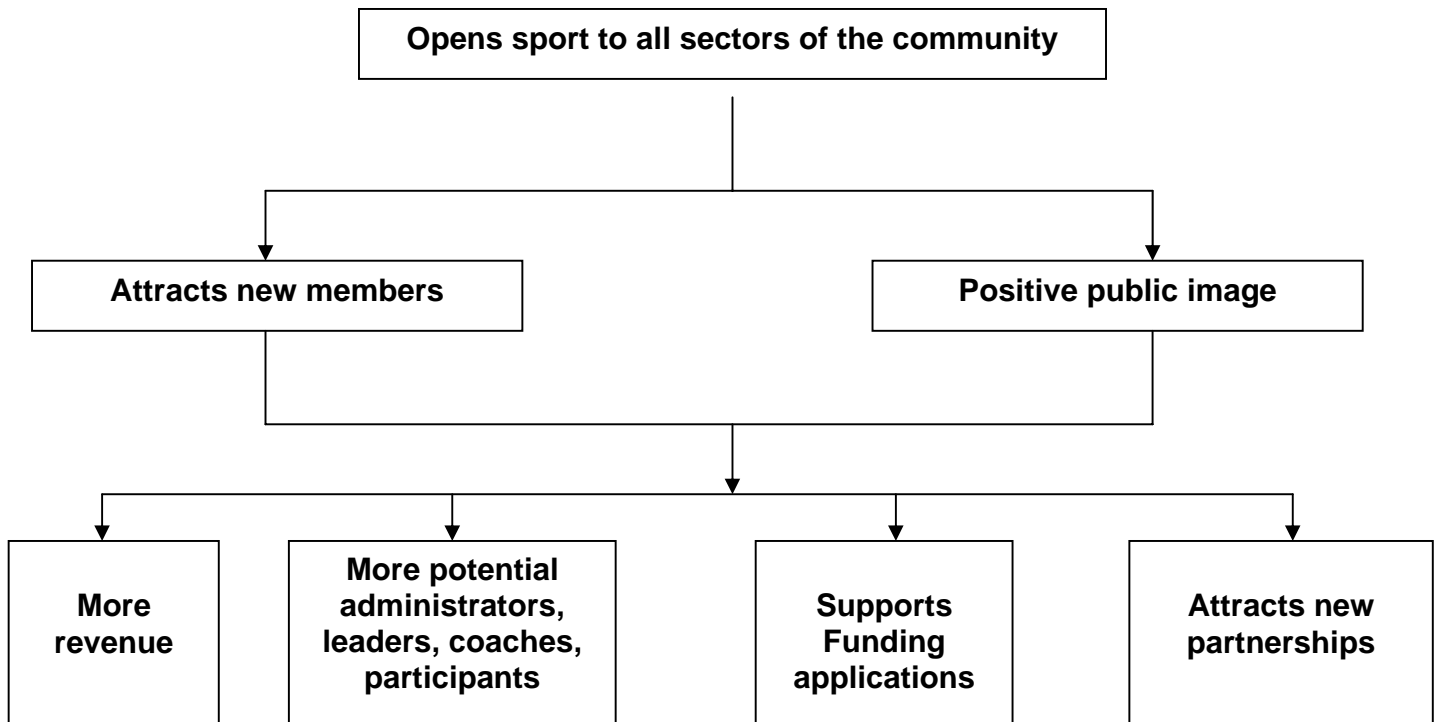 Opens sport to all sectors of the community
Attracts new members
Positive public image
More
revenue
More potential
administrators,
leaders, coaches,
participants
Supports
Funding
applications
Attracts new
partnerships